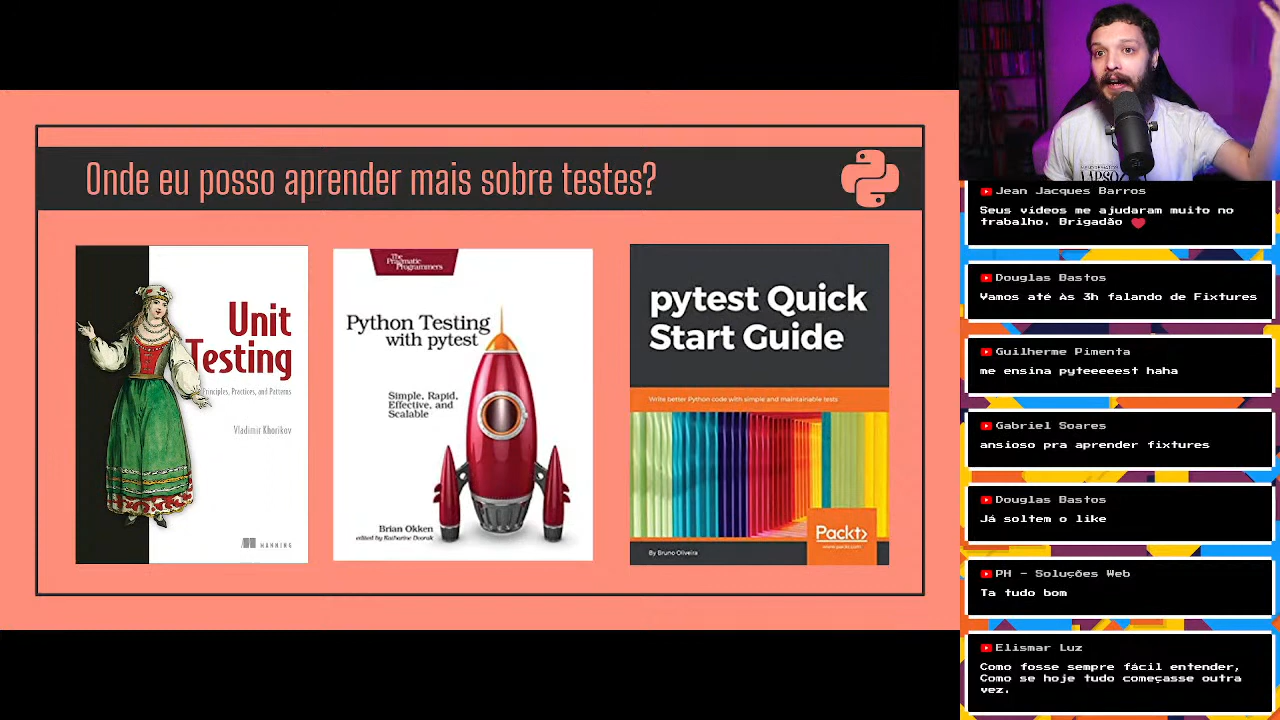 Onde eu posso aprender mais sobre testes?
Unit
Testing
Principles, Practices, and Patterns
Vladimir Khorikov
MANNING
The
Pragmatic
Programmers
Python Testing
with pytest
Simple, Rapid,
Effective, and
Scalable
Brian Okken
edited by Katharine Dvorak
pytest Quick
Start Guide
Write better Python code with simple and maintainable tests
Packt>
www.packt.com
By Bruno Oliveira
Jean Jacques Barros
Seus vídeos me ajudaram muito no
trabalho. Brigadão ❤️
Douglas Bastos
Vamos até às 3h falando de Fixtures
Guilherme Pimenta
me ensina pyteeeeest haha
Gabriel Soares
ansioso pra aprender fixtures
Douglas Bastos
Já soltem o like
PH - Soluções Web
Ta tudo bom
Elismar Luz
Como fosse sempre fácil entender,
Como se hoje tudo começasse outra
vez.